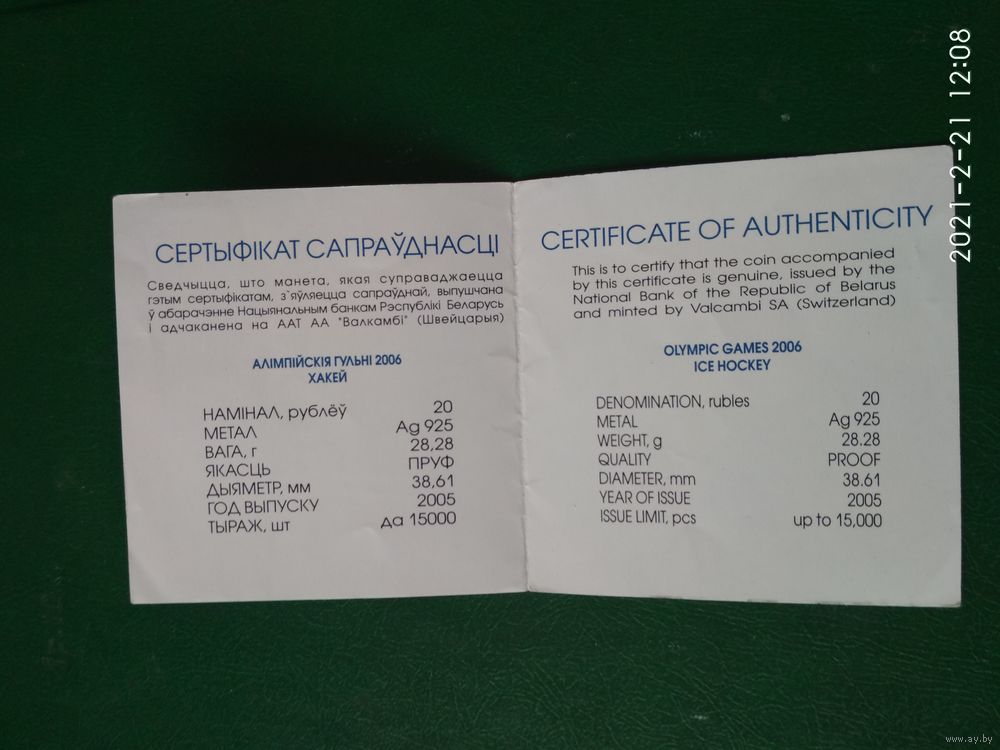 СЕРТЫФІКАТ САПРАЎДНАСЦІ
Сведчыцца, што манета, якая суправаджаецца
гэтым сертыфікатам, з`яўляецца сапраўднай, выпушчана
ў абарачэнне Нацыянальным банкам Рэспублікі Беларусь
і адчаканена на ААТ АА "Валкамбі" (Швейцарыя)
АЛІМПІЙСКІЯ ГУЛЬНІ 2006
ХАКЕЙ
НАМІНАЛ, рублёў 20
МЕТАЛ Ag 925
ВАГА, г 28,28
ЯКАСЦЬ ПРУФ
ДЫЯМЕТР, мм 38,61
ГОД ВЫПУСКУ 2005
ТЫРАЖ, шт да 15000
CERTIFICATE OF AUTHENTICITY
This is to certify that the coin accompanied
by this certificate is genuine, issued by the
National Bank of the Republic of Belarus
and minted by Valcambi SA (Switzerland)
OLYMPIC GAMES 2006
ICE HOCKEY
DENOMINATION, rubles 20
METAL Ag 925
WEIGHT, g 28.28
QUALITY PROOF
DIAMETER, mm 38.61
YEAR OF ISSUE 2005
ISSUE LIMIT, pcs up to 15,000
2021-2-21 12:08
www.ay.by